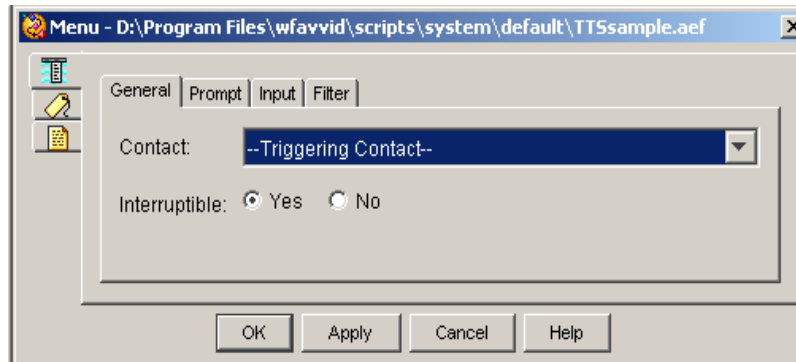 Menu - D:\Program Files\wfavvid\scripts\system\default\TTSsample.aef
General Prompt Input Filter
Contact: --Triggering Contact--
Interruptible: Yes No
OK Apply Cancel Help